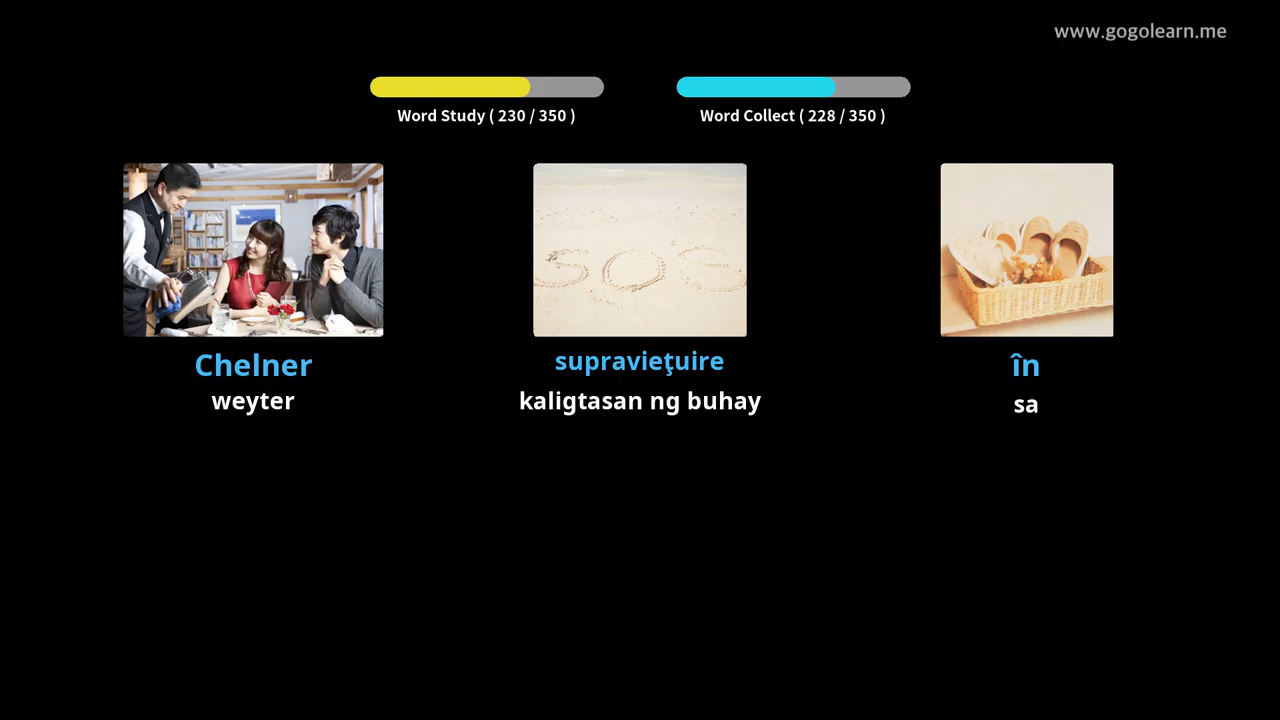 www.gogolearn.me
Word Study ( 230 / 350 )
Word Collect ( 228 / 350 )
SOS
Chelner
weyter
supravieţuire
kaligtasan ng buhay
în
sa